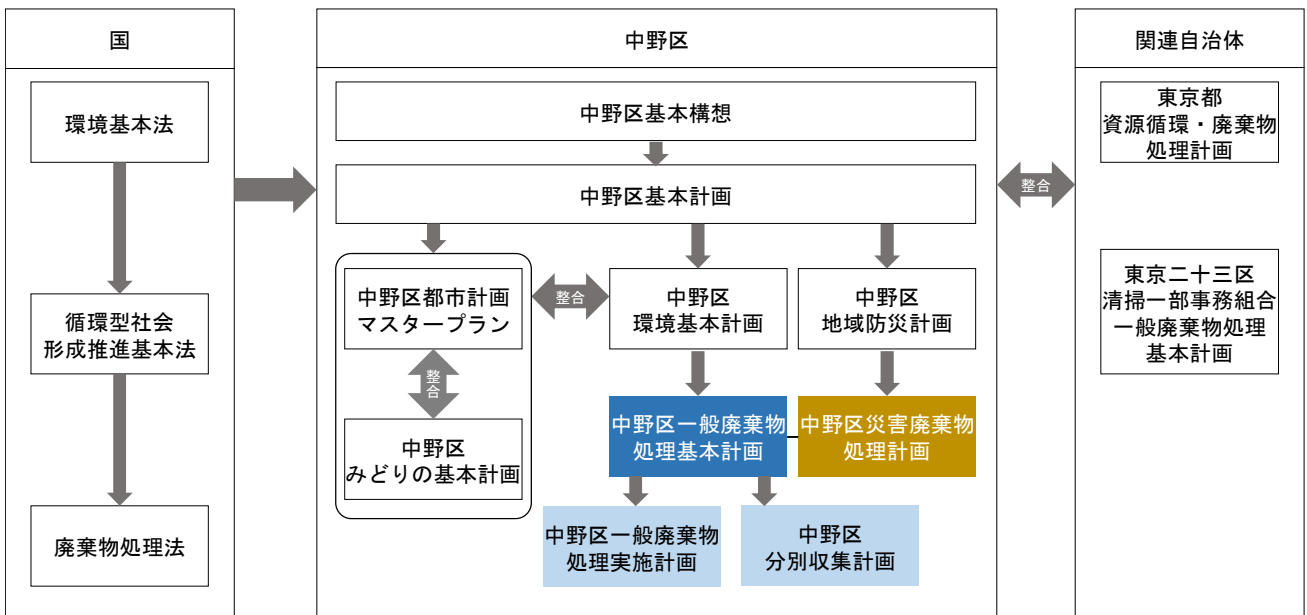 国
環境基本法
循環型社会
形成推進基本法
廃棄物処理法
中野区
中野区基本構想
中野区基本計画
中野区都市計画
マスタープラン
整合
中野区
みどりの基本計画
整合
中野区
環境基本計画
中野区
地域防災計画
中野区一般廃棄物
処理基本計画
中野区災害廃棄物
処理計画
中野区一般廃棄物
処理実施計画
中野区
分別収集計画
整合
関連自治体
東京都
資源循環・廃棄物
処理計画
東京二十三区
清掃一部事務組合
一般廃棄物処理
基本計画